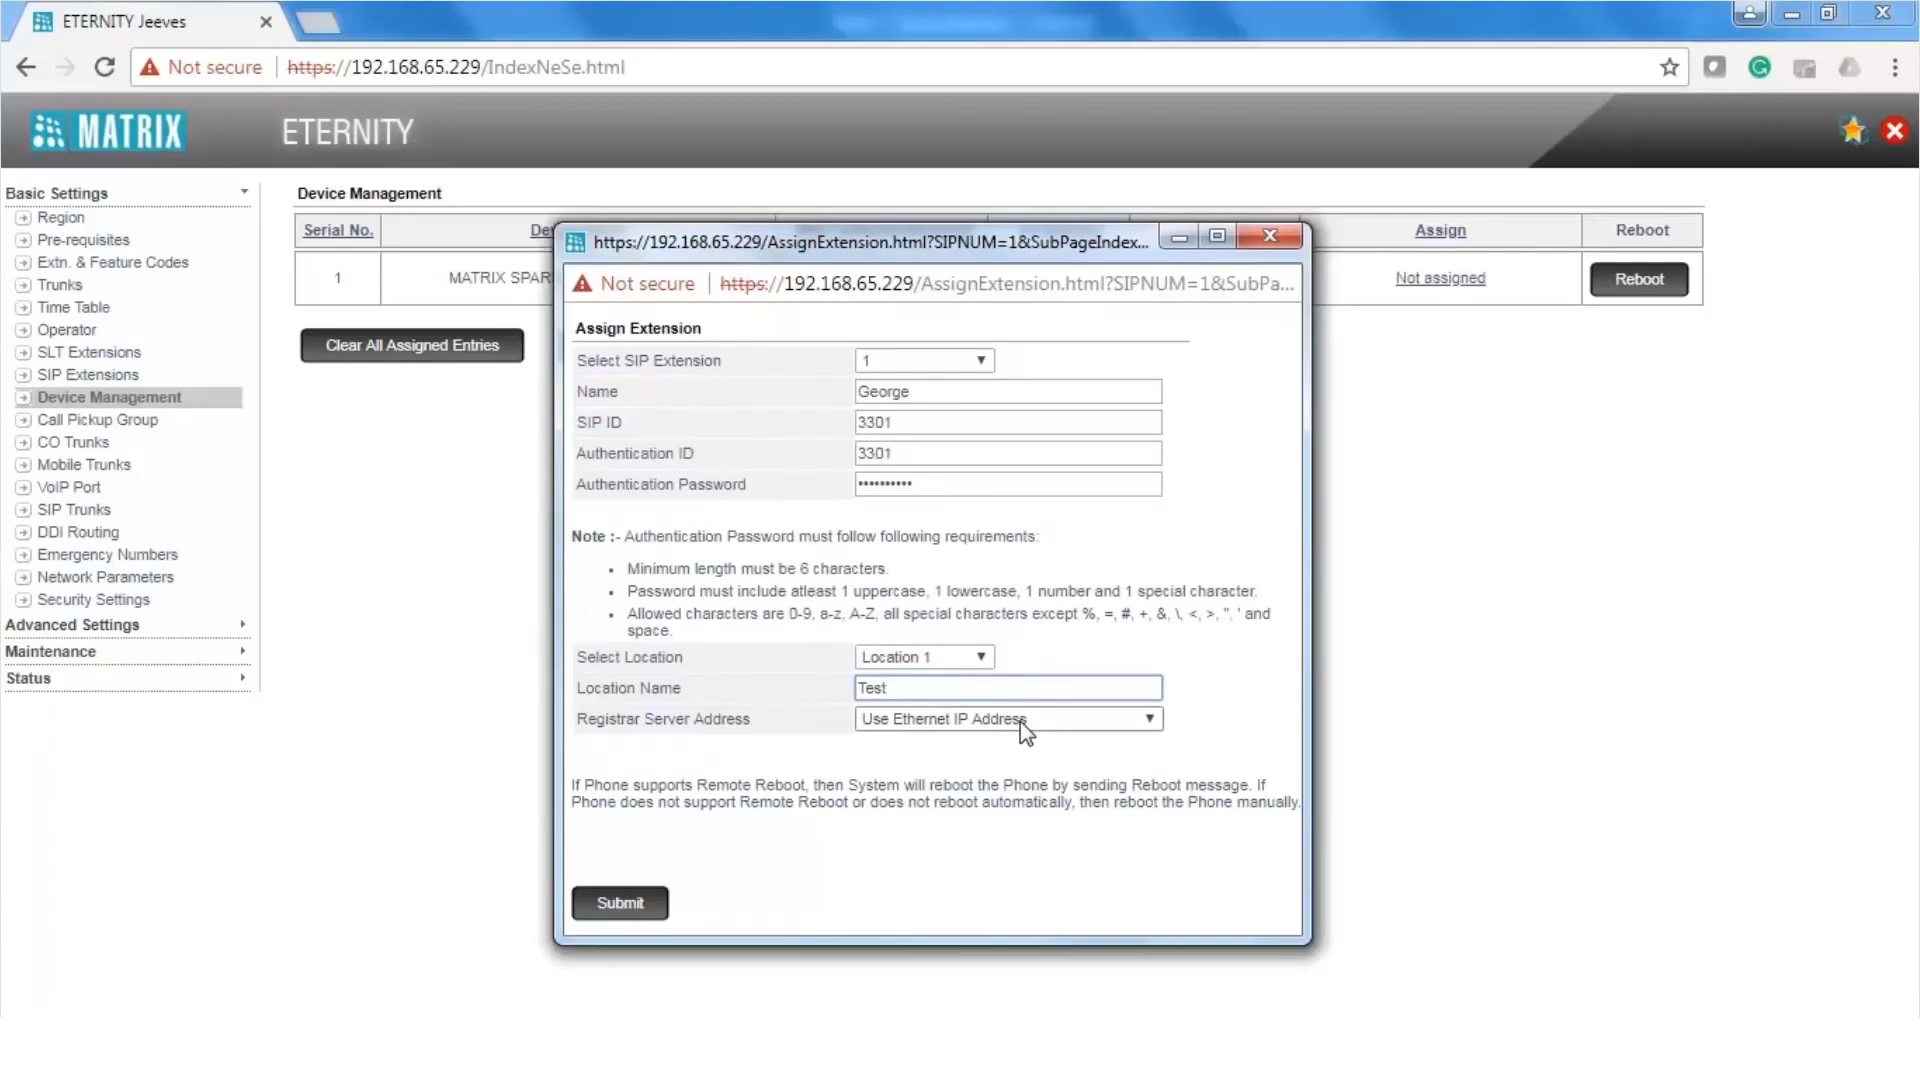 ETERNITY Jeeves
Not secure
https://192.168.65.229/IndexNeSe.html
MATRIX
ETERNITY
Basic Settings
Region
Pre-requisites
Extn. & Feature Codes
Trunks
Time Table
Operator
SLT Extensions
SIP Extensions
Device Management
Call Pickup Group
CO Trunks
Mobile Trunks
VoIP Port
SIP Trunks
DDI Routing
Emergency Numbers
Network Parameters
Security Settings
Advanced Settings
Maintenance
Status
Device Management
Serial No.
Assign
Reboot
1
MATRIX SPAR
Not assigned
Reboot
Clear All Assigned Entries
https://192.168.65.229/AssignExtension.html?SIPNUM=1&SubPageIndex...
Not secure
https://192.168.65.229/AssignExtension.html?SIPNUM=1&SubPa...
Assign Extension
Select SIP Extension
1
Name
George
SIP ID
3301
Authentication ID
3301
Authentication Password
••••••••••
Note :- Authentication Password must follow following requirements:
Minimum length must be 6 characters.
Password must include atleast 1 uppercase, 1 lowercase, 1 number and 1 special character.
Allowed characters are 0-9, a-z, A-Z, all special characters except %, =, #, +, &, \, <, >, ", ' and
space.
Select Location
Location 1
Location Name
Test
Registrar Server Address
Use Ethernet IP Address
If Phone supports Remote Reboot, then System will reboot the Phone by sending Reboot message. If
Phone does not support Remote Reboot or does not reboot automatically, then reboot the Phone manually.
Submit